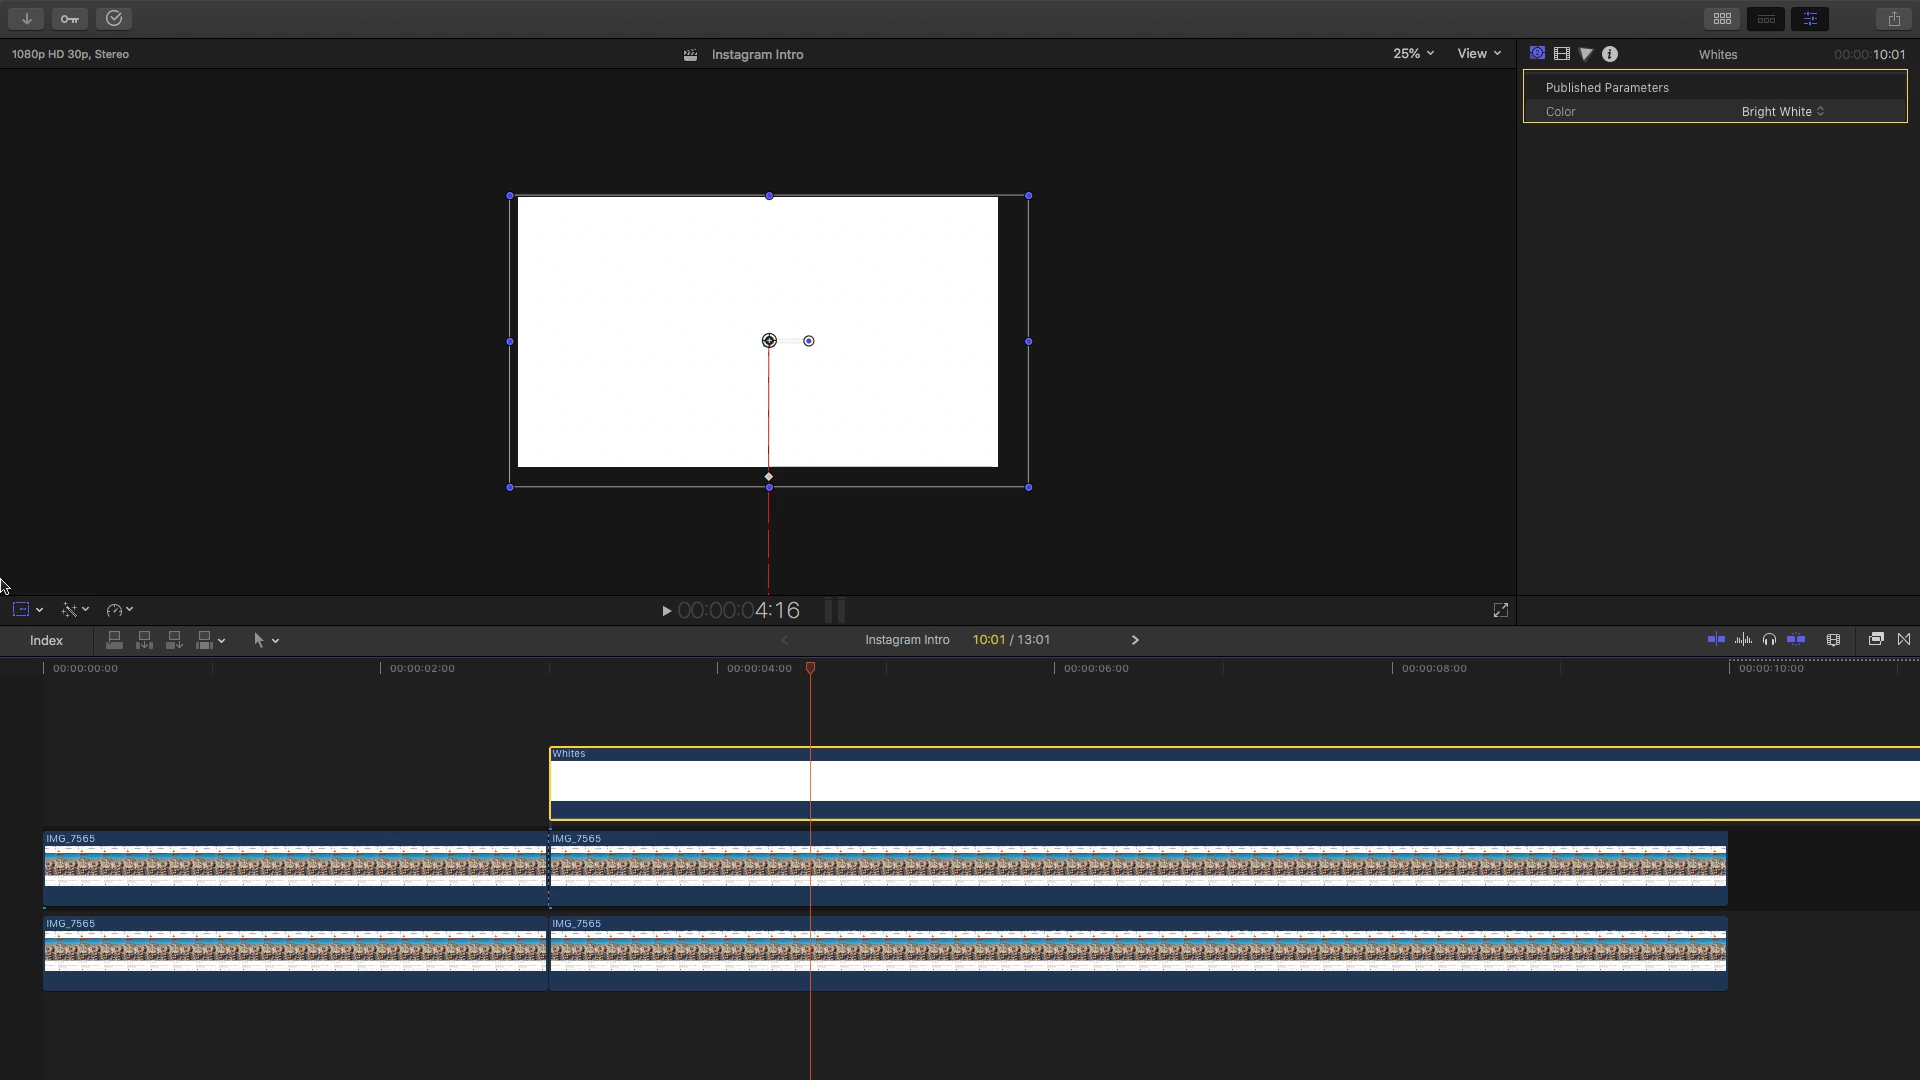 1080p HD 30p, Stereo
Instagram Intro
25%
View
Whites
00:00:10:01
Published Parameters
Color
Bright White
00:00:04:16
Index
Instagram Intro
10:01 / 13:01
00:00:00:00
00:00:02:00
00:00:04:00
00:00:06:00
00:00:08:00
00:00:10:00
Whites
IMG_7565
IMG_7565
IMG_7565
IMG_7565